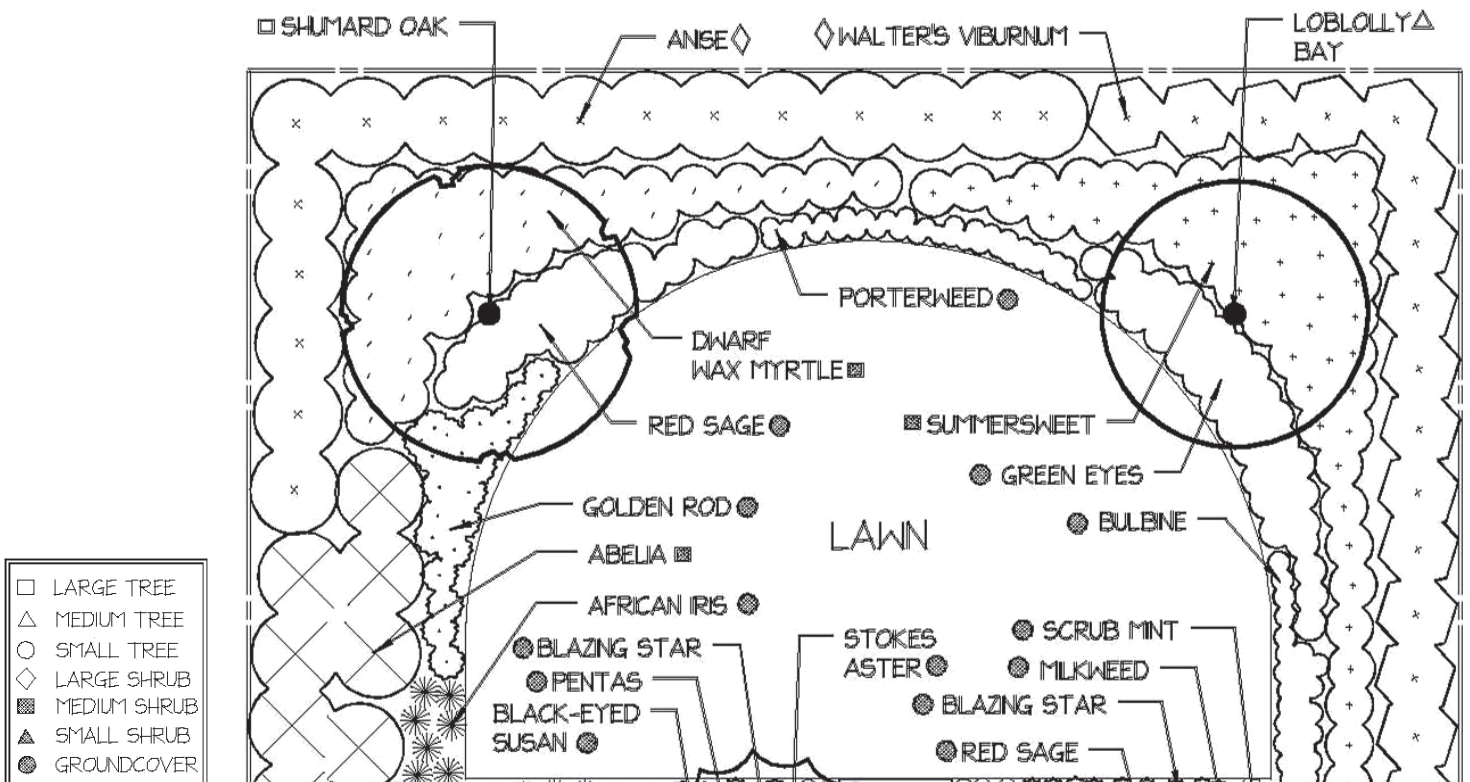 SHUMARD OAK
ANISE
WALTER'S VIBURNUM
LOBLOLLY
BAY
PORTERWEED
DWARF
WAX MYRTLE
RED SAGE
SUMMERSWEET
GREEN EYES
GOLDEN ROD
LAWN
BULBINE
ABELIA
AFRICAN IRIS
BLAZING STAR
PENTAS
BLACK-EYED
SUSAN
STOKES
ASTER
SCRUB MINT
MILKWEED
BLAZING STAR
RED SAGE
LARGE TREE
MEDIUM TREE
SMALL TREE
LARGE SHRUB
MEDIUM SHRUB
SMALL SHRUB
GROUNDCOVER